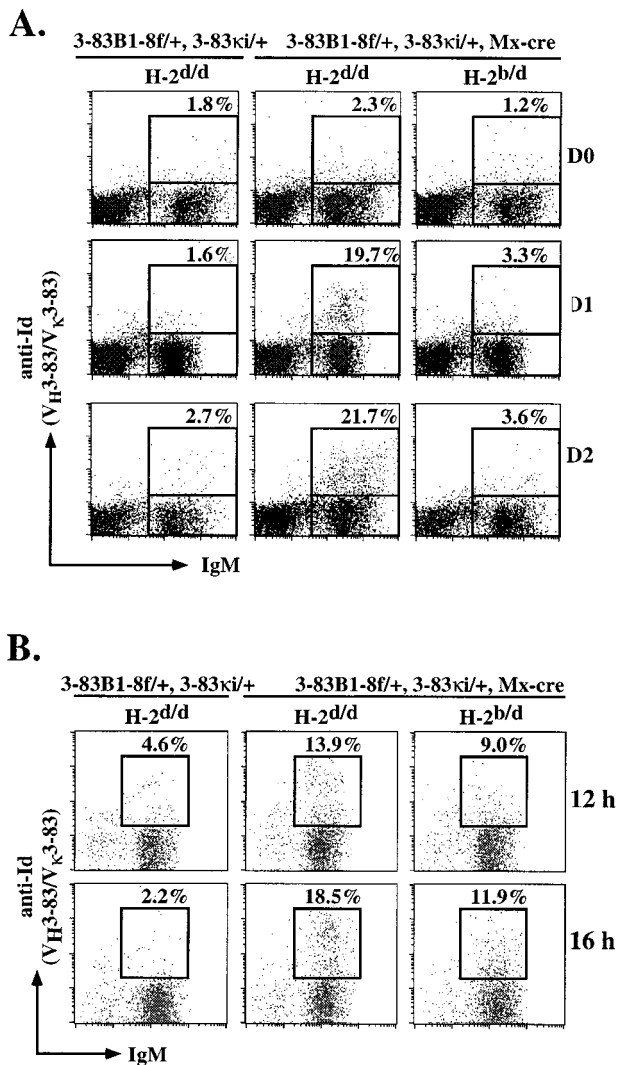 A.
3-83B1-8f/+, 3-83κi/+ 3-83B1-8f/+, 3-83κi/+, Mx-cre
H-2d/d H-2d/d H-2b/d
1.8% 2.3% 1.2%
D0
1.6% 19.7% 3.3%
D1
2.7% 21.7% 3.6%
D2
anti-Id
(VH3-83/Vκ3-83)
IgM
B.
3-83B1-8f/+, 3-83κi/+ 3-83B1-8f/+, 3-83κi/+, Mx-cre
H-2d/d H-2d/d H-2b/d
4.6% 13.9% 9.0%
12 h
2.2% 18.5% 11.9%
16 h
anti-Id
(VH3-83/Vκ3-83)
IgM